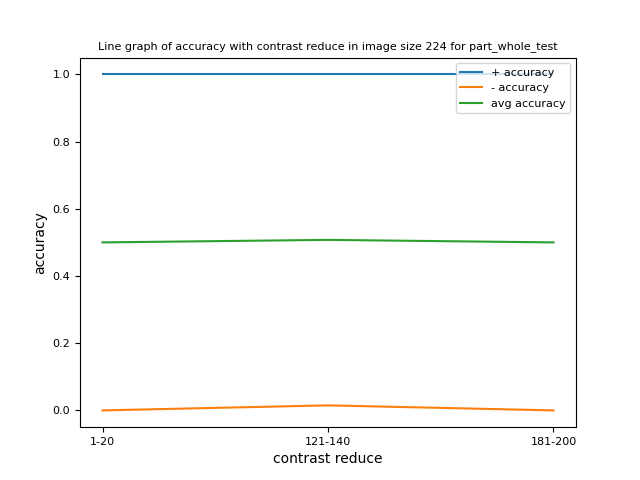 Line graph of accuracy with contrast reduce in image size 224 for part_whole_test
+ accuracy
- accuracy
avg accuracy
1.0
0.8
0.6
0.4
0.2
0.0
accuracy
1-20
121-140
181-200
contrast reduce